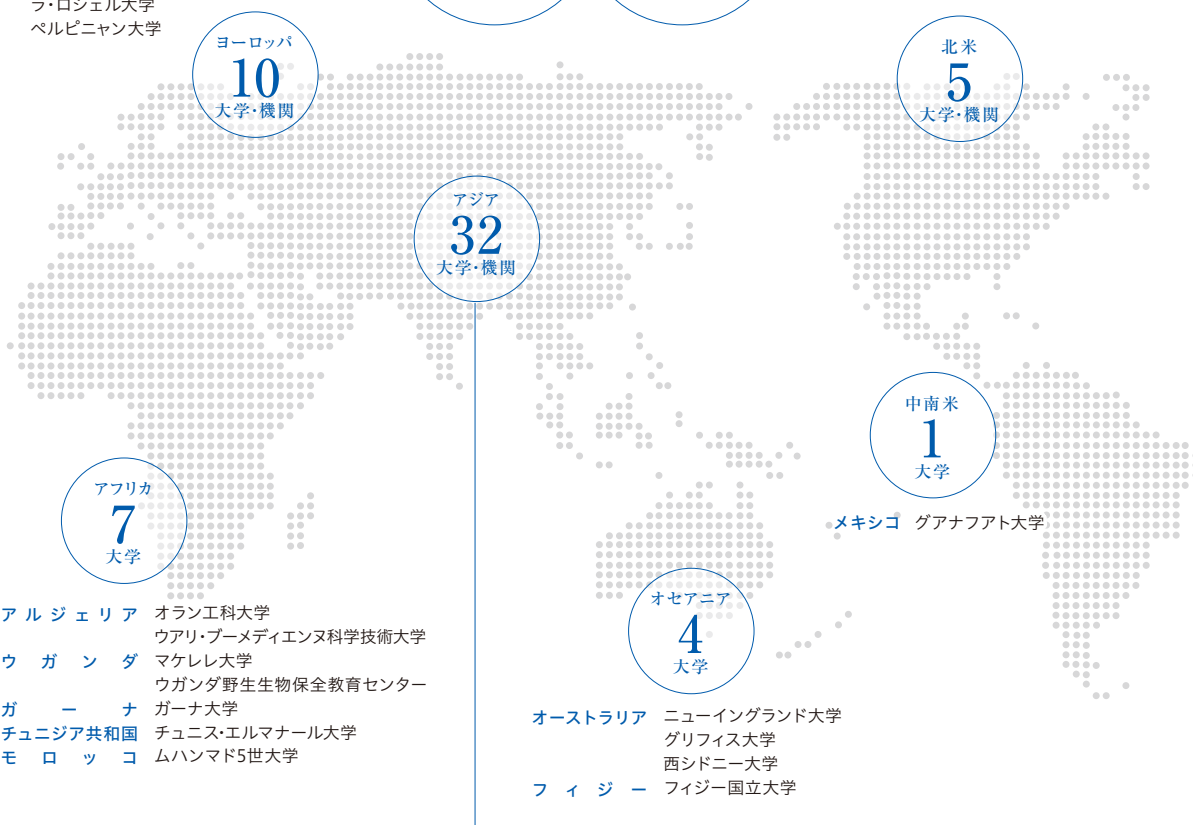 ラ・ロシェル大学
ペルピニャン大学
ヨーロッパ
10
大学・機関
北米
5
大学・機関
アジア
32
大学・機関
中南米
1
大学
メキシコ グアナフアト大学
アフリカ
7
大学
アルジェリア オラン工科大学
ウアリ・ブーメディエンヌ科学技術大学
ウガンダ マケレレ大学
ウガンダ野生生物保全教育センター
ガーナ ガーナ大学
チュニジア共和国 チュニス・エルマナール大学
モロッコ ムハンマド5世大学
オセアニア
4
大学
オーストラリア ニューイングランド大学
グリフィス大学
西シドニー大学
フィジー フィジー国立大学